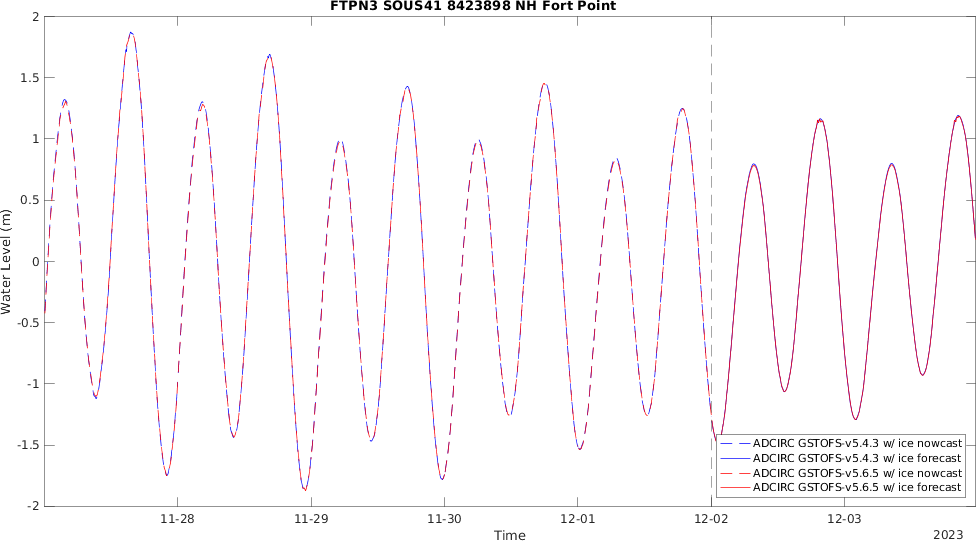 FTPN3 SOUS41 8423898 NH Fort Point
2
1.5
1
0.5
0
-0.5
-1
-1.5
-2
Water Level (m)
ADCIRC GSTOFS-v5.4.3 w/ ice nowcast
ADCIRC GSTOFS-v5.4.3 w/ ice forecast
ADCIRC GSTOFS-v5.6.5 w/ ice nowcast
ADCIRC GSTOFS-v5.6.5 w/ ice forecast
11-28 11-29 11-30 12-01 12-02 12-03
Time
2023